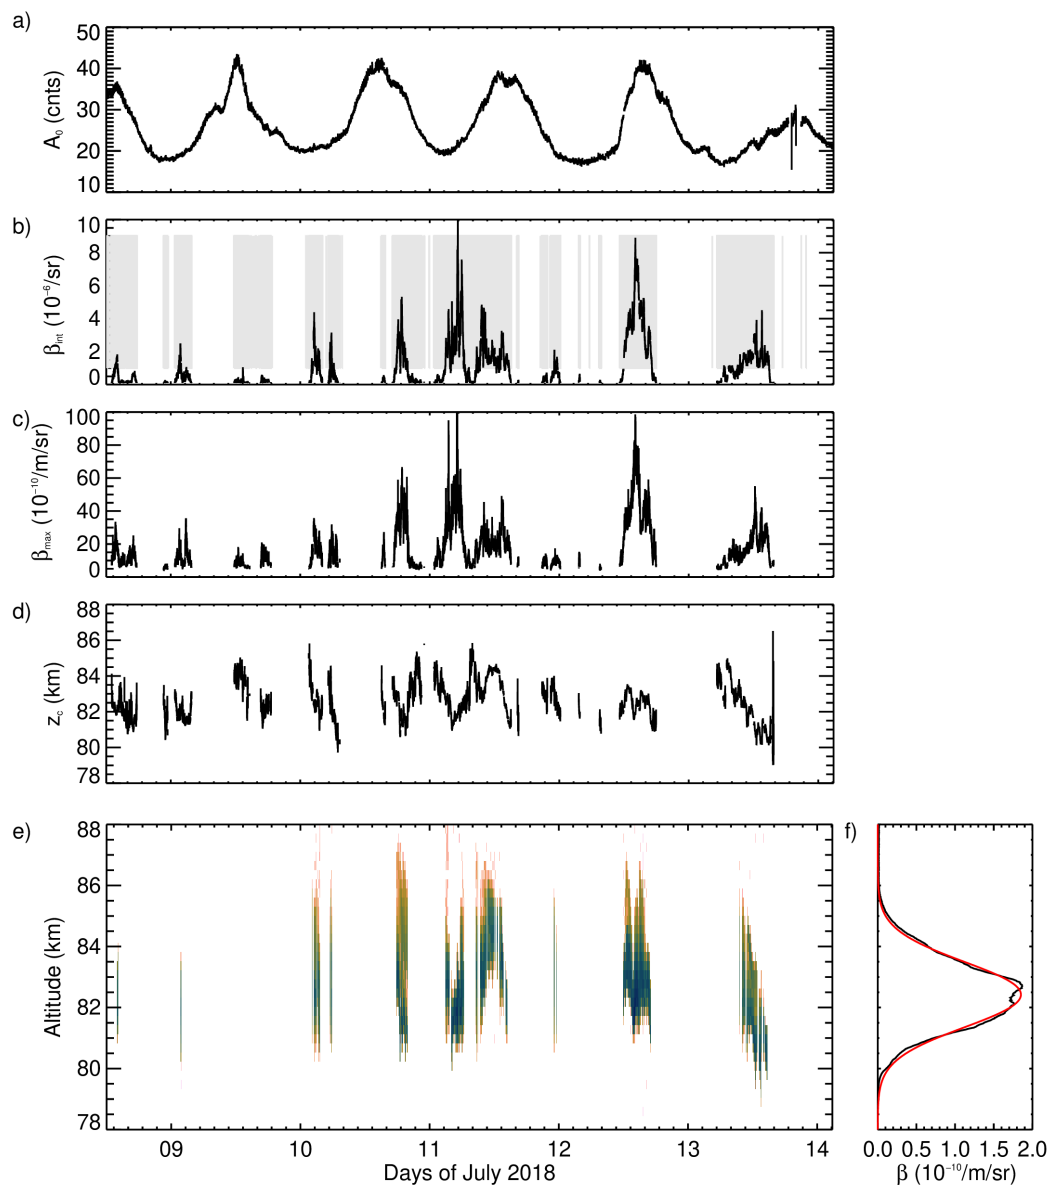 a)
50
40
30
20
10
A₀ (cnts)
b)
10
8
6
4
2
0
β_int (10⁻⁶/sr)
c)
100
80
60
40
20
0
β_max (10⁻¹⁰/m/sr)
d)
88
86
84
82
80
78
z_c (km)
e)
88
86
84
82
80
78
Altitude (km)
09 10 11 12 13 14
Days of July 2018
f)
0.0 0.5 1.0 1.5 2.0
β (10⁻¹⁰/m/sr)